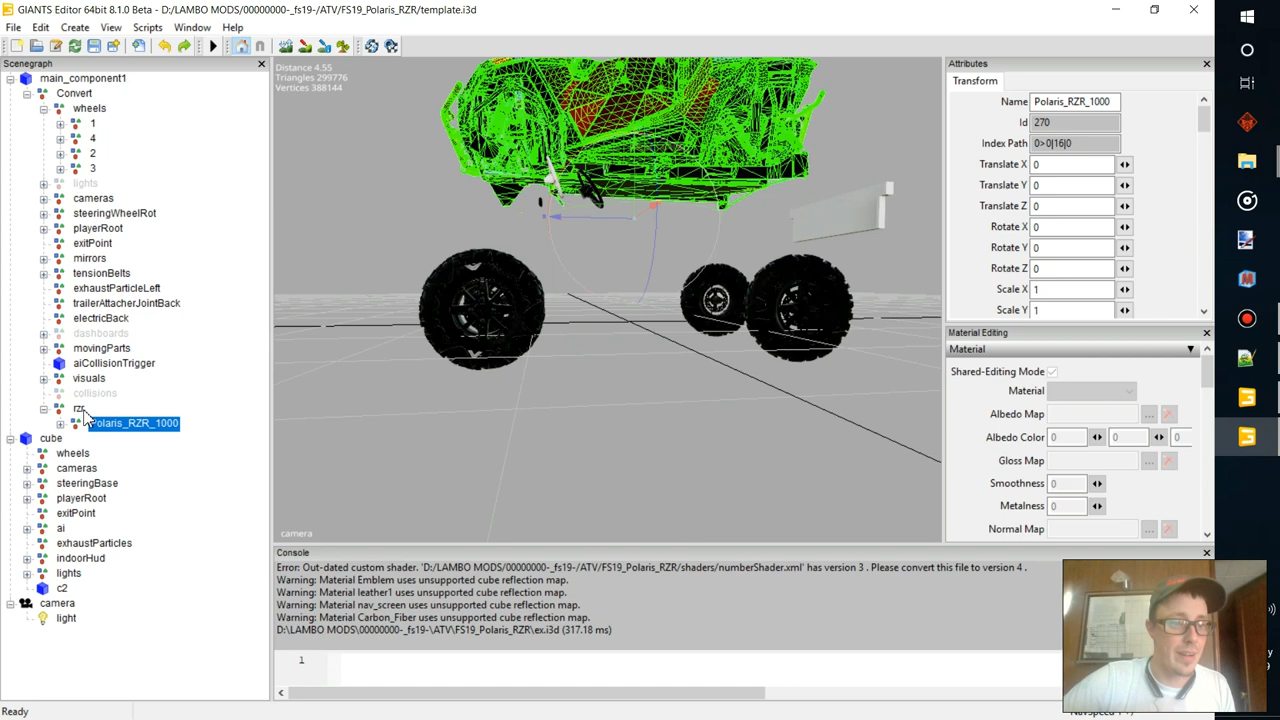 GIANTS Editor 64bit 8.1.0 Beta - D:/LAMBO MODS/00000000-_fs19-/ATV/FS19_Polaris_RZR/template.i3d
File Edit Create View Scripts Window Help
Scenegraph
main_component1
Convert
wheels
1
4
2
3
lights
cameras
steeringWheelRot
playerRoot
exitPoint
mirrors
tensionBelts
exhaustParticleLeft
trailerAttacherJointBack
electricBack
dashboards
movingParts
aiCollisionTrigger
visuals
collisions
rzr
Polaris_RZR_1000
cube
wheels
cameras
steeringBase
playerRoot
exitPoint
ai
exhaustParticles
indoorHud
lights
c2
camera
light
Distance 4.55
Triangles 299776
Vertices 388144
camera
Attributes
Transform
Name Polaris_RZR_1000
Id 270
Index Path 0>0|16|0
Translate X 0
Translate Y 0
Translate Z 0
Rotate X 0
Rotate Y 0
Rotate Z 0
Scale X 1
Scale Y 1
Material Editing
Material
Shared-Editing Mode
Material
Albedo Map ...
Albedo Color 0 0 0
Gloss Map ...
Smoothness 0
Metalness 0
Normal Map ...
Console
Error: Out-dated custom shader. 'D:/LAMBO MODS/00000000-_fs19-/ATV/FS19_Polaris_RZR/shaders/numberShader.xml' has version 3 . Please convert this file to version 4 .
Warning: Material Emblem uses unsupported cube reflection map.
Warning: Material leather1 uses unsupported cube reflection map.
Warning: Material nav_screen uses unsupported cube reflection map.
Warning: Material Carbon_Fiber uses unsupported cube reflection map.
D:\LAMBO MODS\00000000-_fs19-\ATV\FS19_Polaris_RZR\ex.i3d (317.18 ms)
1
Ready